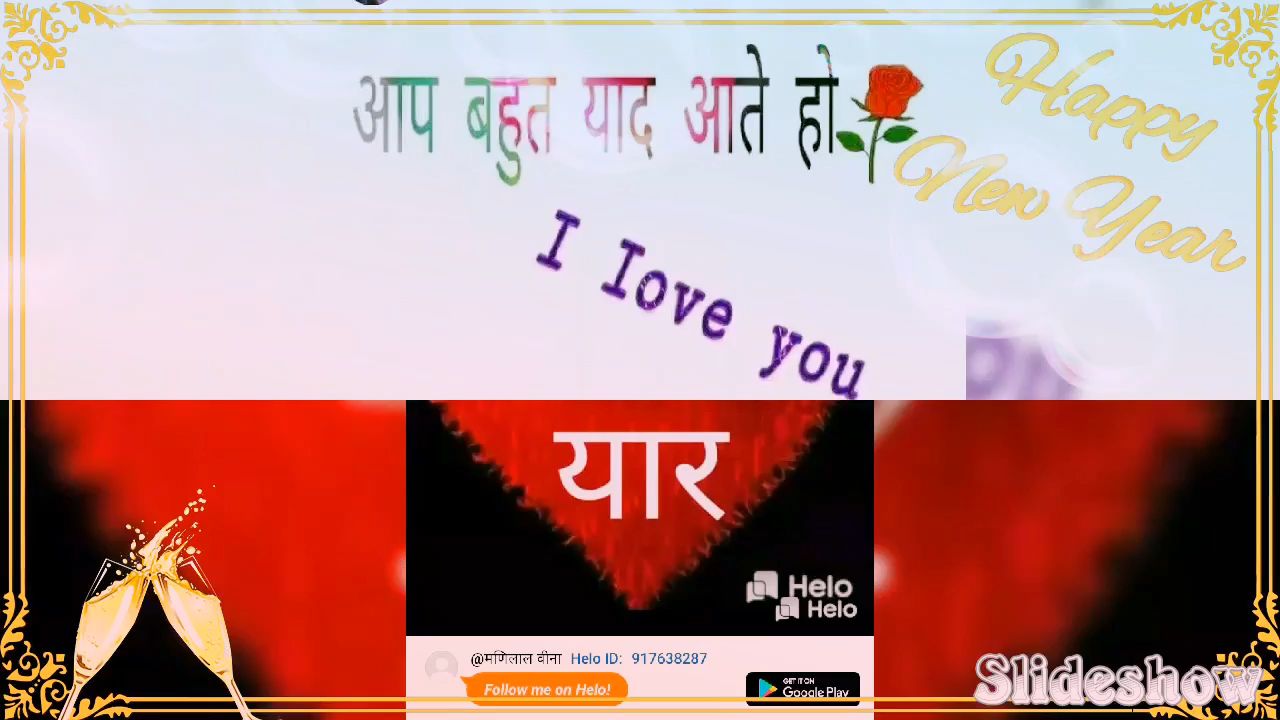 आप बहुत याद आते हो
Happy
New Year
I love you
यार
Helo
Helo
@मणिलाल वीना Helo ID: 917638287
Follow me on Helo!
GET IT ON
Google Play
Slideshow